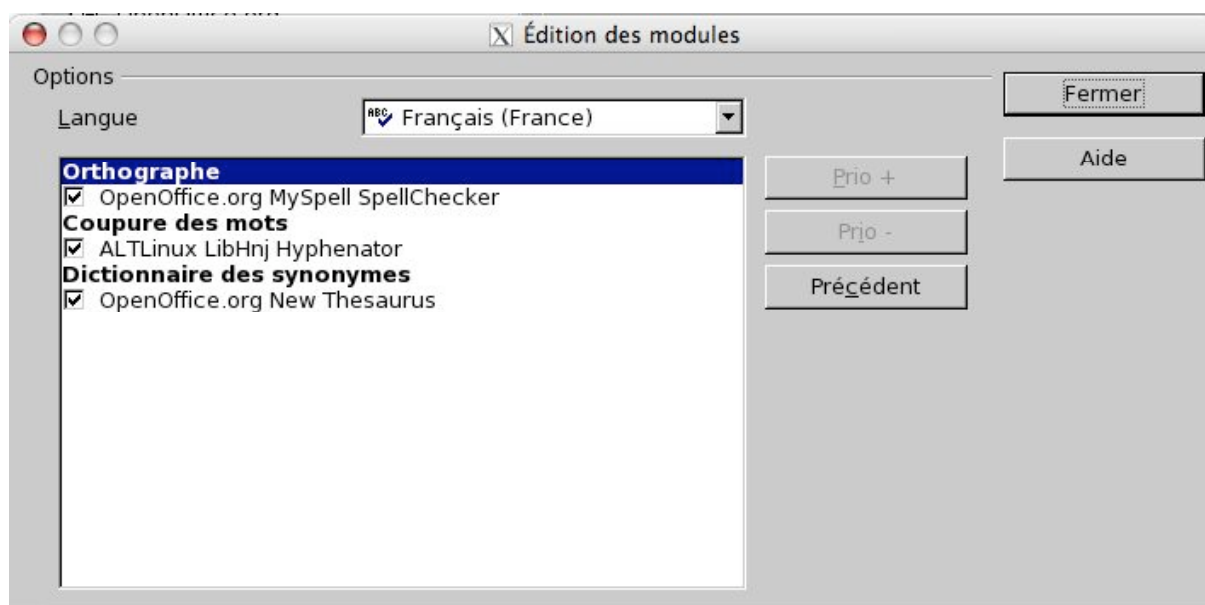 Édition des modules
Options
Fermer
Langue
Français (France)
Aide
Orthographe
OpenOffice.org MySpell SpellChecker
Coupure des mots
ALTLinux LibHnj Hyphenator
Dictionnaire des synonymes
OpenOffice.org New Thesaurus
Prio +
Prio -
Précédent